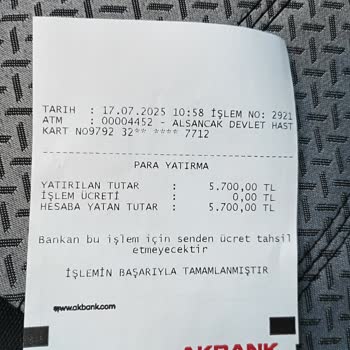 TARİH : 17.07.2025 10:58 İŞLEM NO: 2921
ATM : 00004452 - ALSANCAK DEVLET HAST
KART NO9792 32** **** 7712
PARA YATIRMA
YATIRILAN TUTAR : 5.700,00 TL
İŞLEM ÜCRETİ : 0,00 TL
HESABA YATAN TUTAR : 5.700,00 TL
Bankan bu işlem için senden ücret tahsil
etmeyecektir
İŞLEMİN BAŞARIYLA TAMAMLANMIŞTIR
www.akbank.com
AKBANK